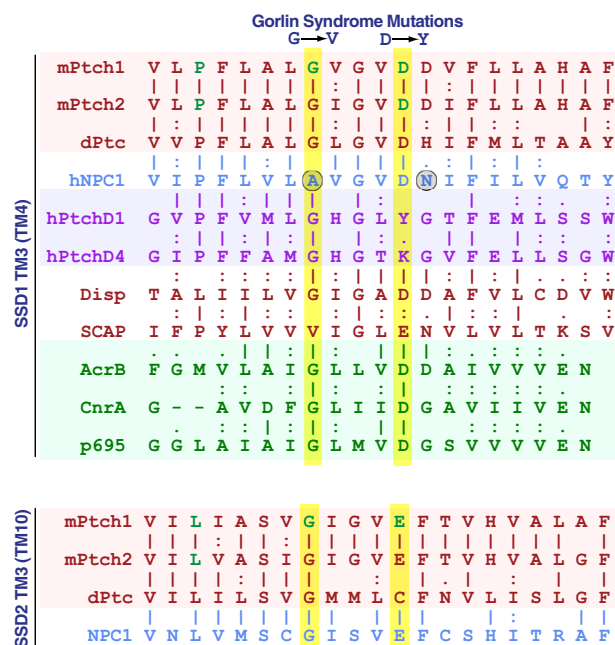 Gorlin Syndrome Mutations
G→V D→Y
SSD1 TM3 (TM4)
mPtch1 V L P F L A L G V G V D D V F L L A H A F
mPtch2 V L P F L A L G I G V D D I F L L A H A F
dPtc V V P F L A L G L G V D H I F M L T A A Y
hNPC1 V I P F L V L A V G V D N I F I L V Q T Y
hPtchD1 G V P F V M L G H G L Y G T F E M L S S W
hPtchD4 G I P F F A M G H G T K G V F E L L S G W
Disp T A L I I L V G I G A D D A F V L C D V W
SCAP I F P Y L V V V I G L E N V L V L T K S V
AcrB F G M V L A I G L L V D D A I V V V E N
CnrA G - - A V D F G L I I D G A V I I V E N
p695 G G L A I A I G L M V D G S V V V V E N
SSD2 TM3 (TM10)
mPtch1 V I L I A S V G I G V E F T V H V A L A F
mPtch2 V I L V A S I G I G V E F T V H V A L G F
dPtc V I L I L S V G M M L C F N V L I S L G F
NPC1 V N L V M S C G I S V E F C S H I T R A F